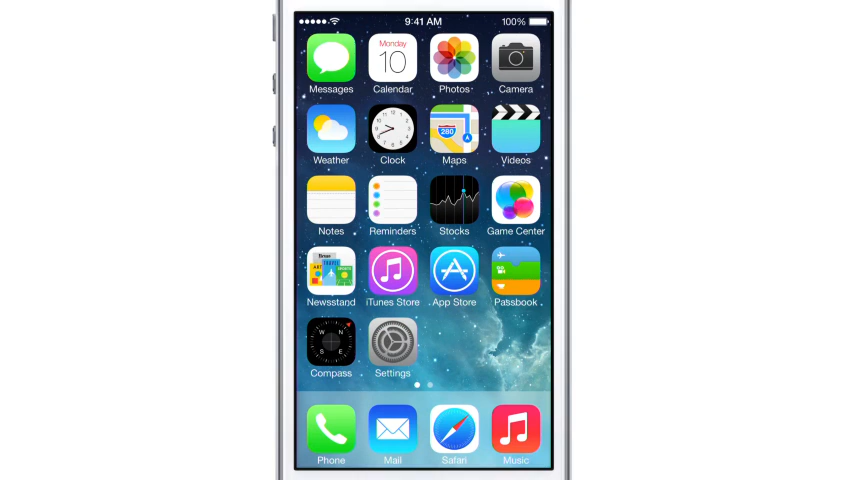 9:41 AM 100%
Monday
10
Messages Calendar Photos Camera
280
Weather Clock Maps Videos
Notes Reminders Stocks Game Center
ART
Newsstand iTunes Store App Store Passbook
W N
S E
Compass Settings
Phone Mail Safari Music